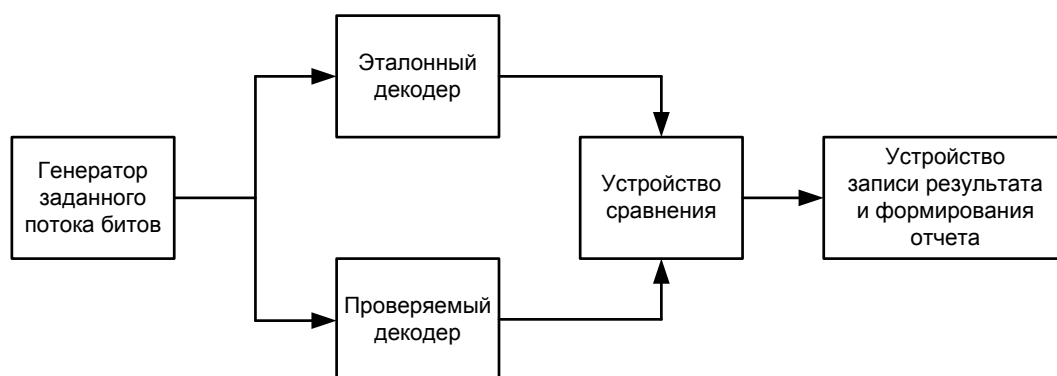 Эталонный
декодер
Генератор
заданного
потока битов
Устройство
сравнения
Устройство
записи результата
и формирования
отчета
Проверяемый
декодер